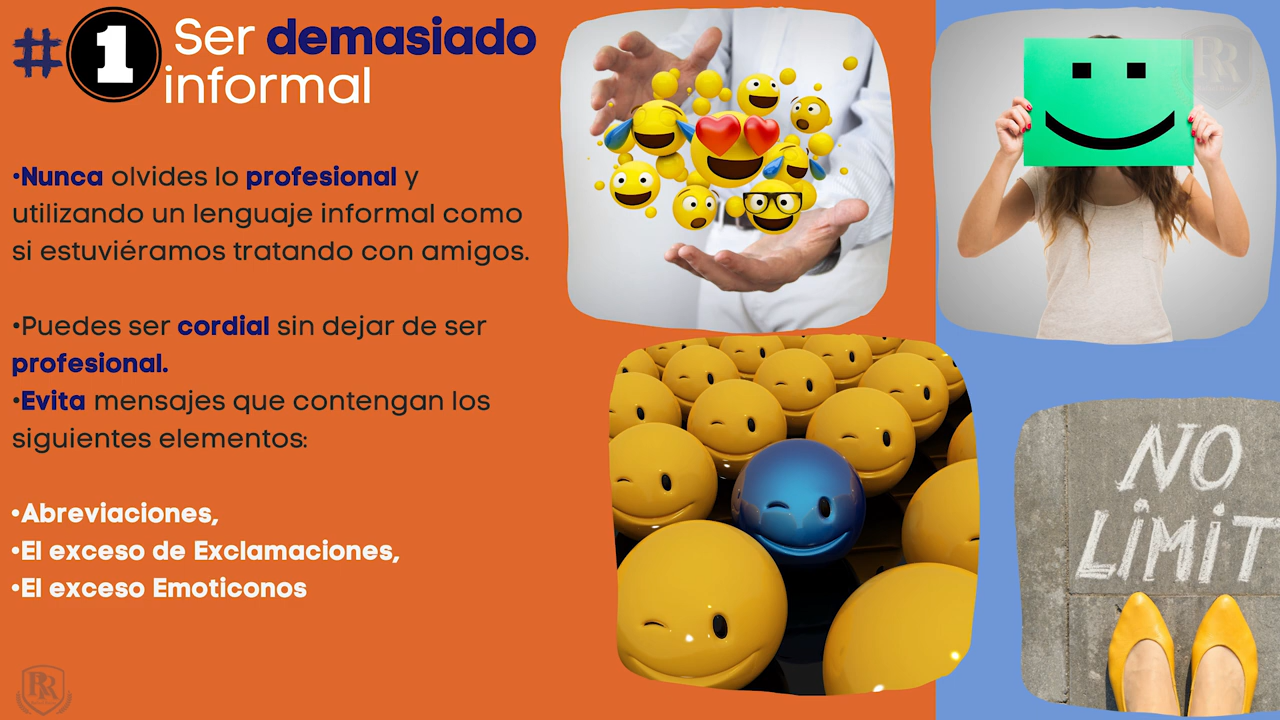 #1 Ser demasiado
informal
•Nunca olvides lo profesional y
utilizando un lenguaje informal como
si estuviéramos tratando con amigos.
•Puedes ser cordial sin dejar de ser
profesional.
•Evita mensajes que contengan los
siguientes elementos:
•Abreviaciones,
•El exceso de Exclamaciones,
•El exceso Emoticonos
NO
LIMIT
RR
RR